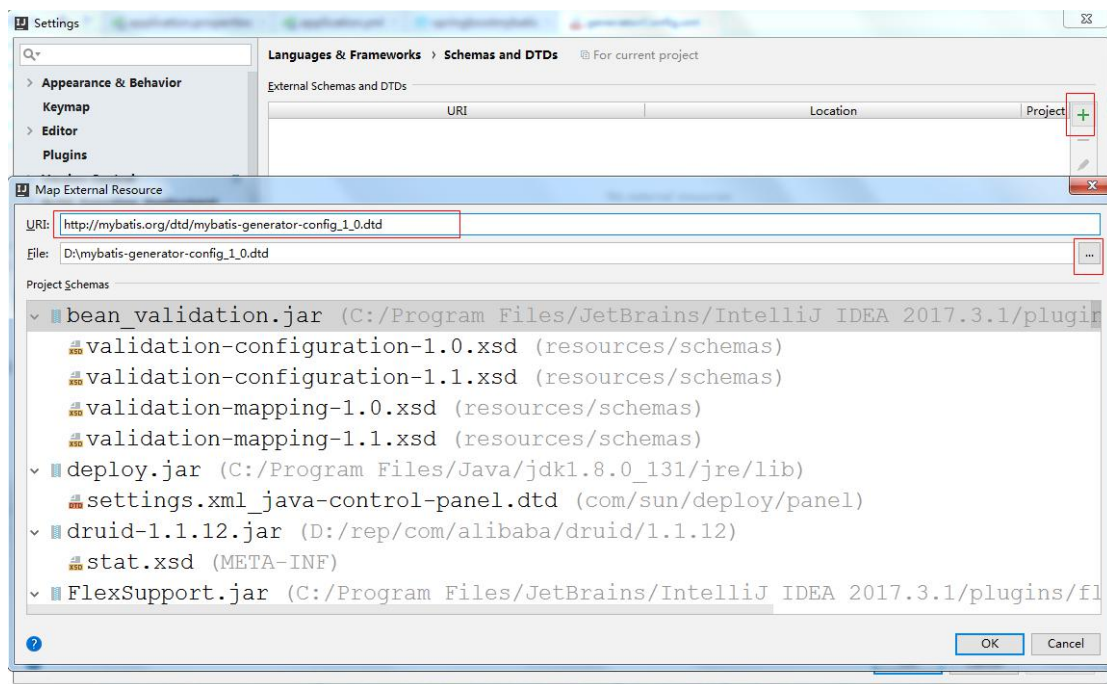 Settings
Languages & Frameworks › Schemas and DTDs For current project
Appearance & Behavior
External Schemas and DTDs
Keymap
URI Location Project
Editor
Plugins
Map External Resource
URI: http://mybatis.org/dtd/mybatis-generator-config_1_0.dtd
File: D:\mybatis-generator-config_1_0.dtd ...
Project Schemas
bean_validation.jar (C:/Program Files/JetBrains/IntelliJ IDEA 2017.3.1/plugin
validation-configuration-1.0.xsd (resources/schemas)
validation-configuration-1.1.xsd (resources/schemas)
validation-mapping-1.0.xsd (resources/schemas)
validation-mapping-1.1.xsd (resources/schemas)
deploy.jar (C:/Program Files/Java/jdk1.8.0_131/jre/lib)
settings.xml_java-control-panel.dtd (com/sun/deploy/panel)
druid-1.1.12.jar (D:/rep/com/alibaba/druid/1.1.12)
stat.xsd (META-INF)
FlexSupport.jar (C:/Program Files/JetBrains/IntelliJ IDEA 2017.3.1/plugins/fl
OK Cancel